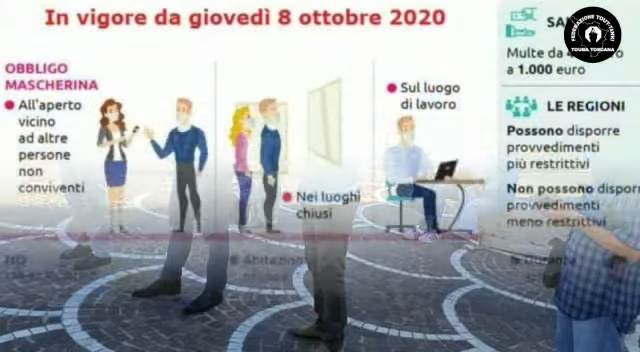 In vigore da giovedì 8 ottobre 2020
OBBLIGO
MASCHERINA
All'aperto
vicino
ad altre
persone
non
conviventi
Nei luoghi
chiusi
Sul luogo
di lavoro
Multe da
a 1.000 euro
LE REGIONI
Possono disporre
provvedimenti
più restrittivi
Non possono dispor
provvedimenti
meno restrittivi
TOSCANA